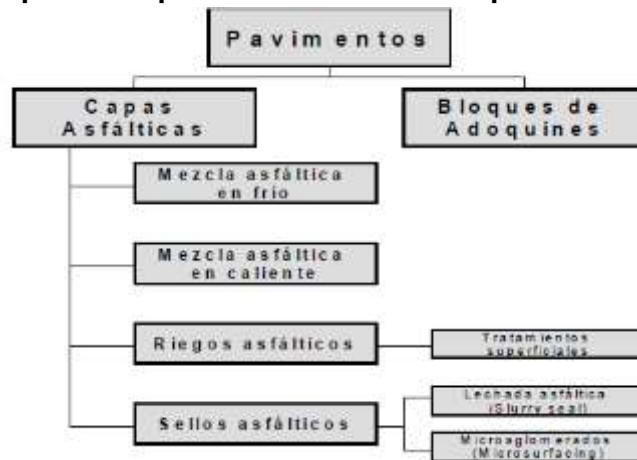 Pavimentos
Capas
Asfálticas
Bloques de
Adoquines
Mezcla asfáltica
en frio
Mezcla asfáltica
en caliente
Riegos asfálticos
Tratamientos
superficiales
Sellos asfálticos
Lechada asfáltica
(Slurry seal)
Microaglomerados
(Microsurfacing)